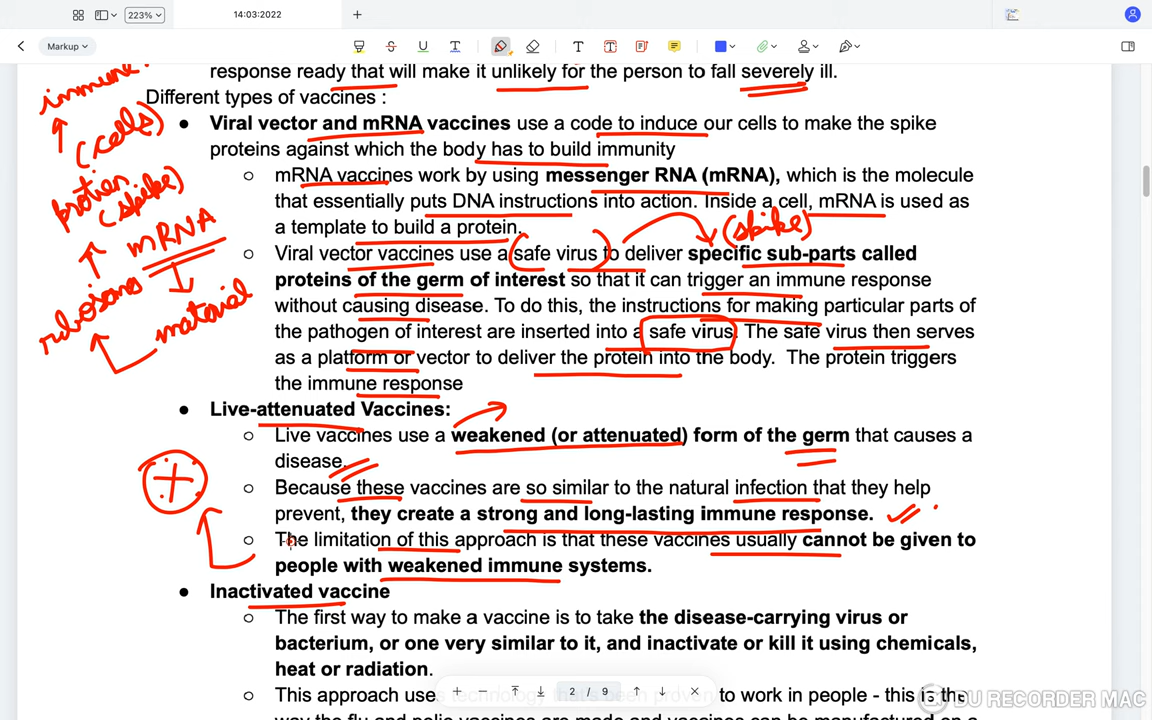 223%
14:03:2022
Markup
response ready that will make it unlikely for the person to fall severely ill.
Different types of vaccines :
● Viral vector and mRNA vaccines use a code to induce our cells to make the spike
proteins against which the body has to build immunity
○ mRNA vaccines work by using messenger RNA (mRNA), which is the molecule
that essentially puts DNA instructions into action. Inside a cell, mRNA is used as
a template to build a protein.
○ Viral vector vaccines use a safe virus to deliver specific sub-parts called
proteins of the germ of interest so that it can trigger an immune response
without causing disease. To do this, the instructions for making particular parts of
the pathogen of interest are inserted into a safe virus. The safe virus then serves
as a platform or vector to deliver the protein into the body. The protein triggers
the immune response
● Live-attenuated Vaccines:
○ Live vaccines use a weakened (or attenuated) form of the germ that causes a
disease.
○ Because these vaccines are so similar to the natural infection that they help
prevent, they create a strong and long-lasting immune response.
○ The limitation of this approach is that these vaccines usually cannot be given to
people with weakened immune systems.
● Inactivated vaccine
○ The first way to make a vaccine is to take the disease-carrying virus or
bacterium, or one very similar to it, and inactivate or kill it using chemicals,
heat or radiation.
○ This approach uses to work in people - this is the
immune
(cells)
protien
(spike)
mRNA
ribosoms
material
(spike)
2 / 9
DU RECORDER MAC